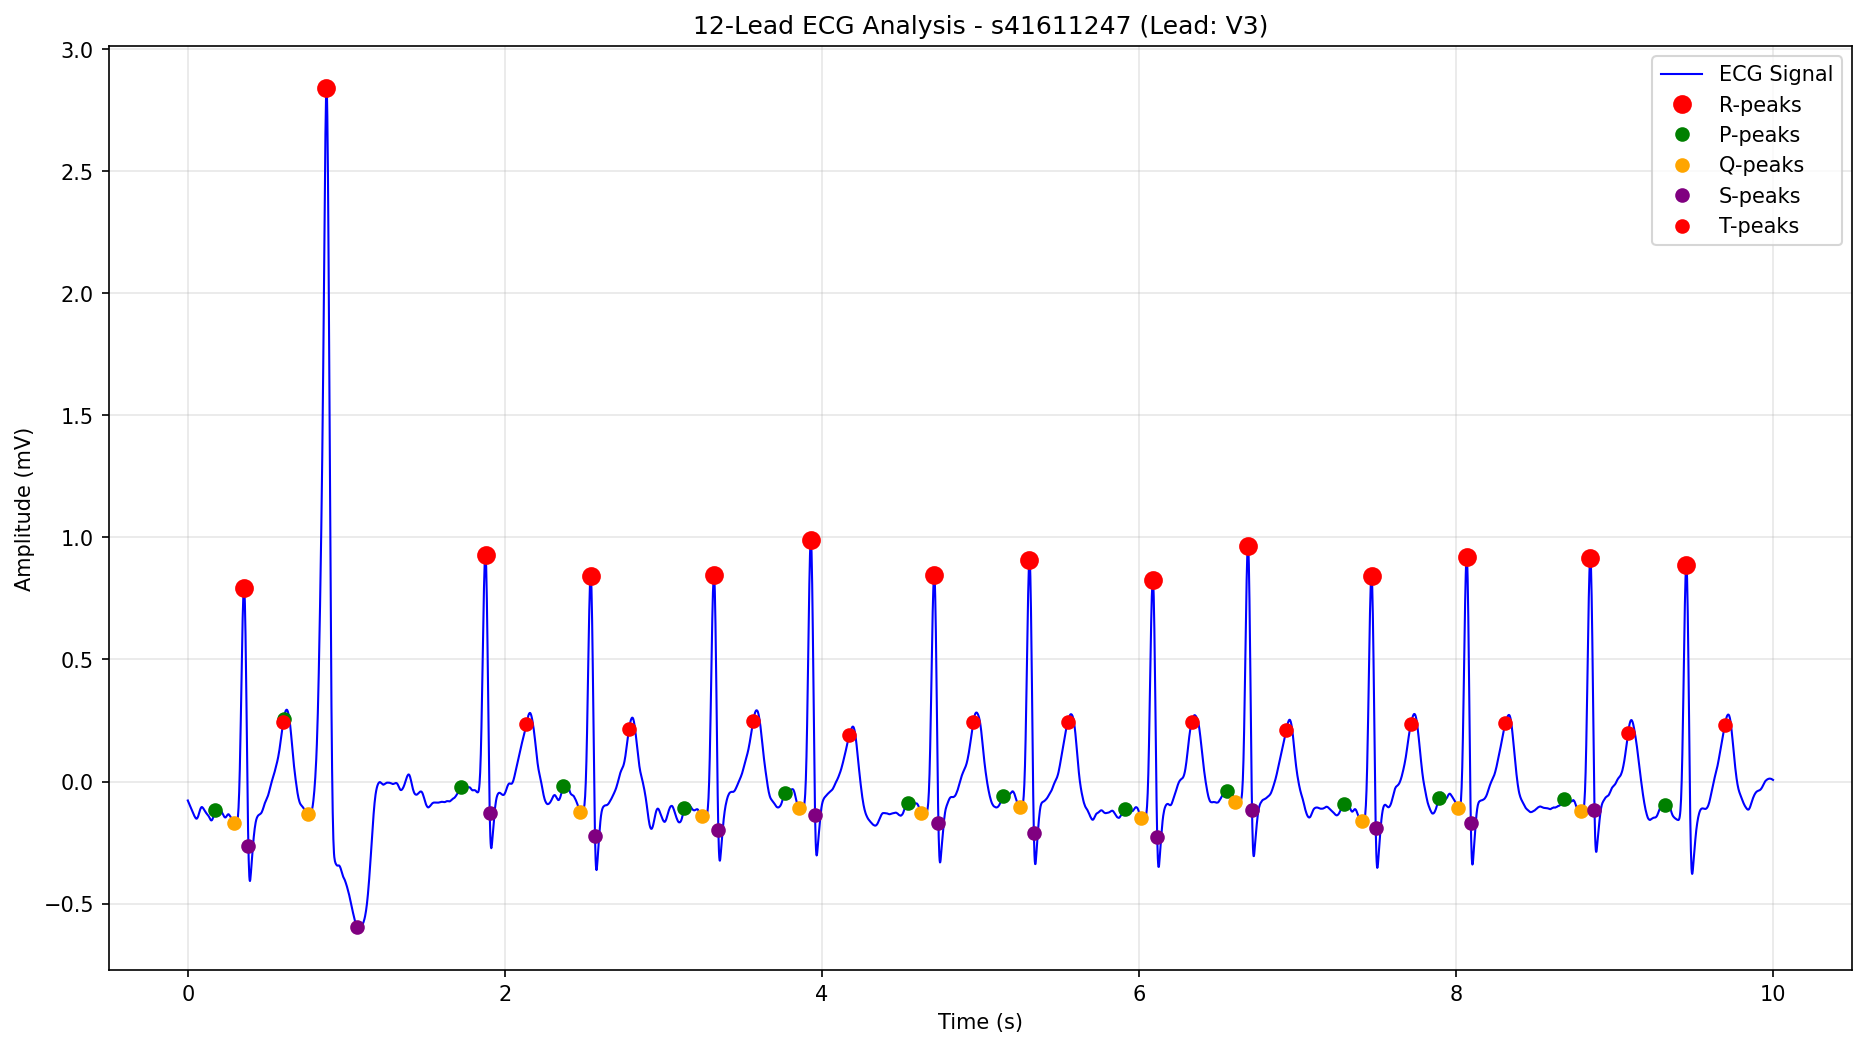 12-Lead ECG Analysis - s41611247 (Lead: V3)
ECG Signal
R-peaks
P-peaks
Q-peaks
S-peaks
T-peaks
Amplitude (mV)
3.0
2.5
2.0
1.5
1.0
0.5
0.0
−0.5
0 2 4 6 8 10
Time (s)